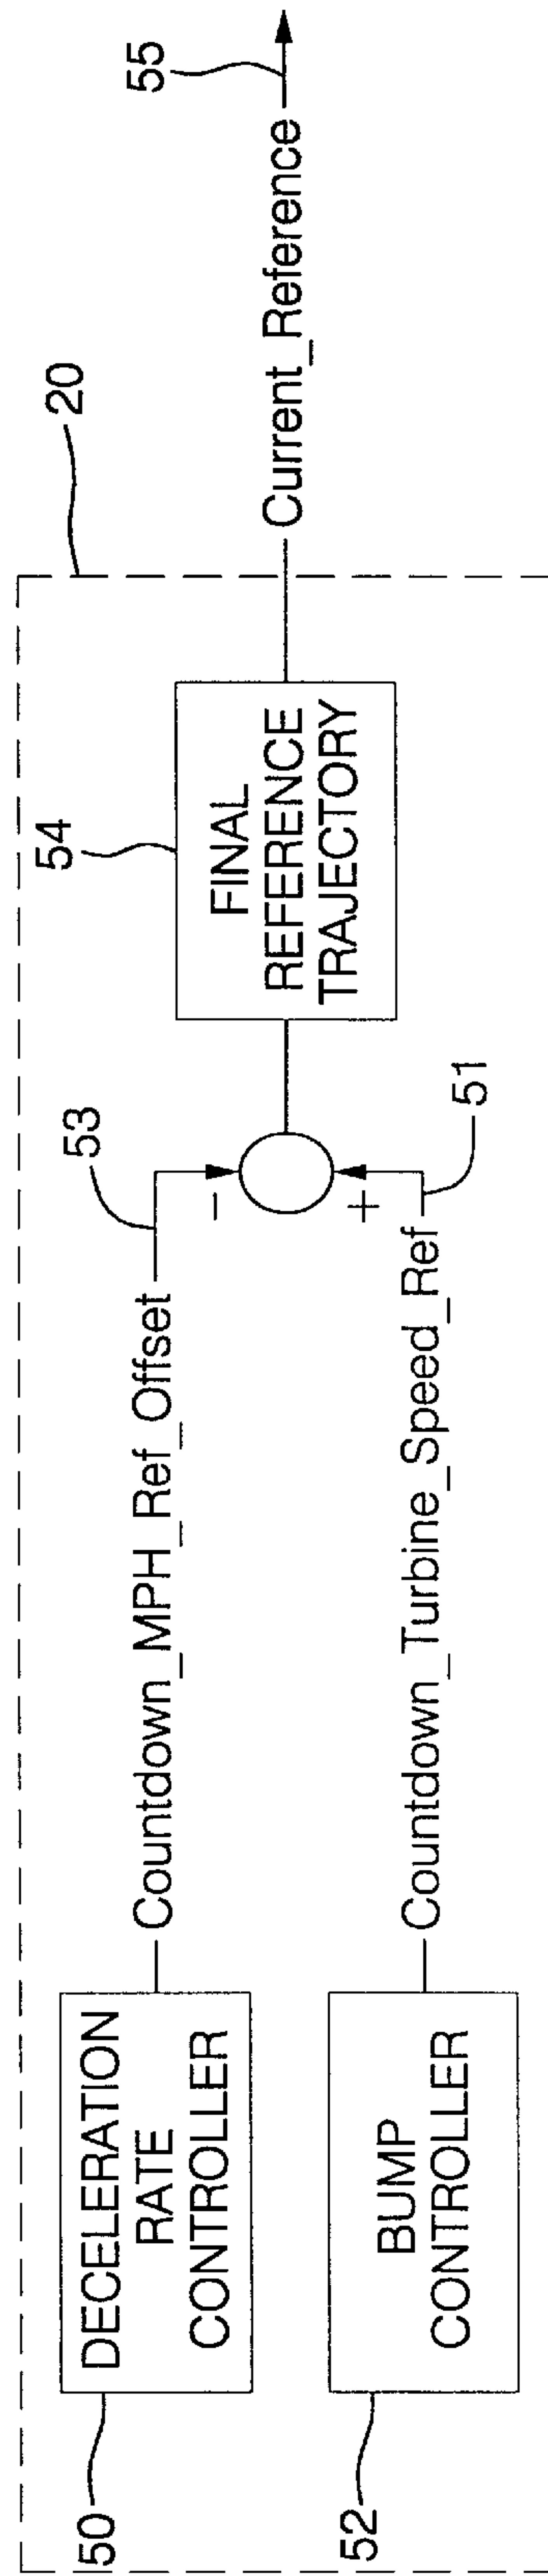 20
50
DECELERATION
RATE
CONTROLLER
Countdown_MPH_Ref_Offset
53
-
54
FINAL
REFERENCE
TRAJECTORY
Current_Reference
55
52
BUMP
CONTROLLER
Countdown_Turbine_Speed_Ref
51
+